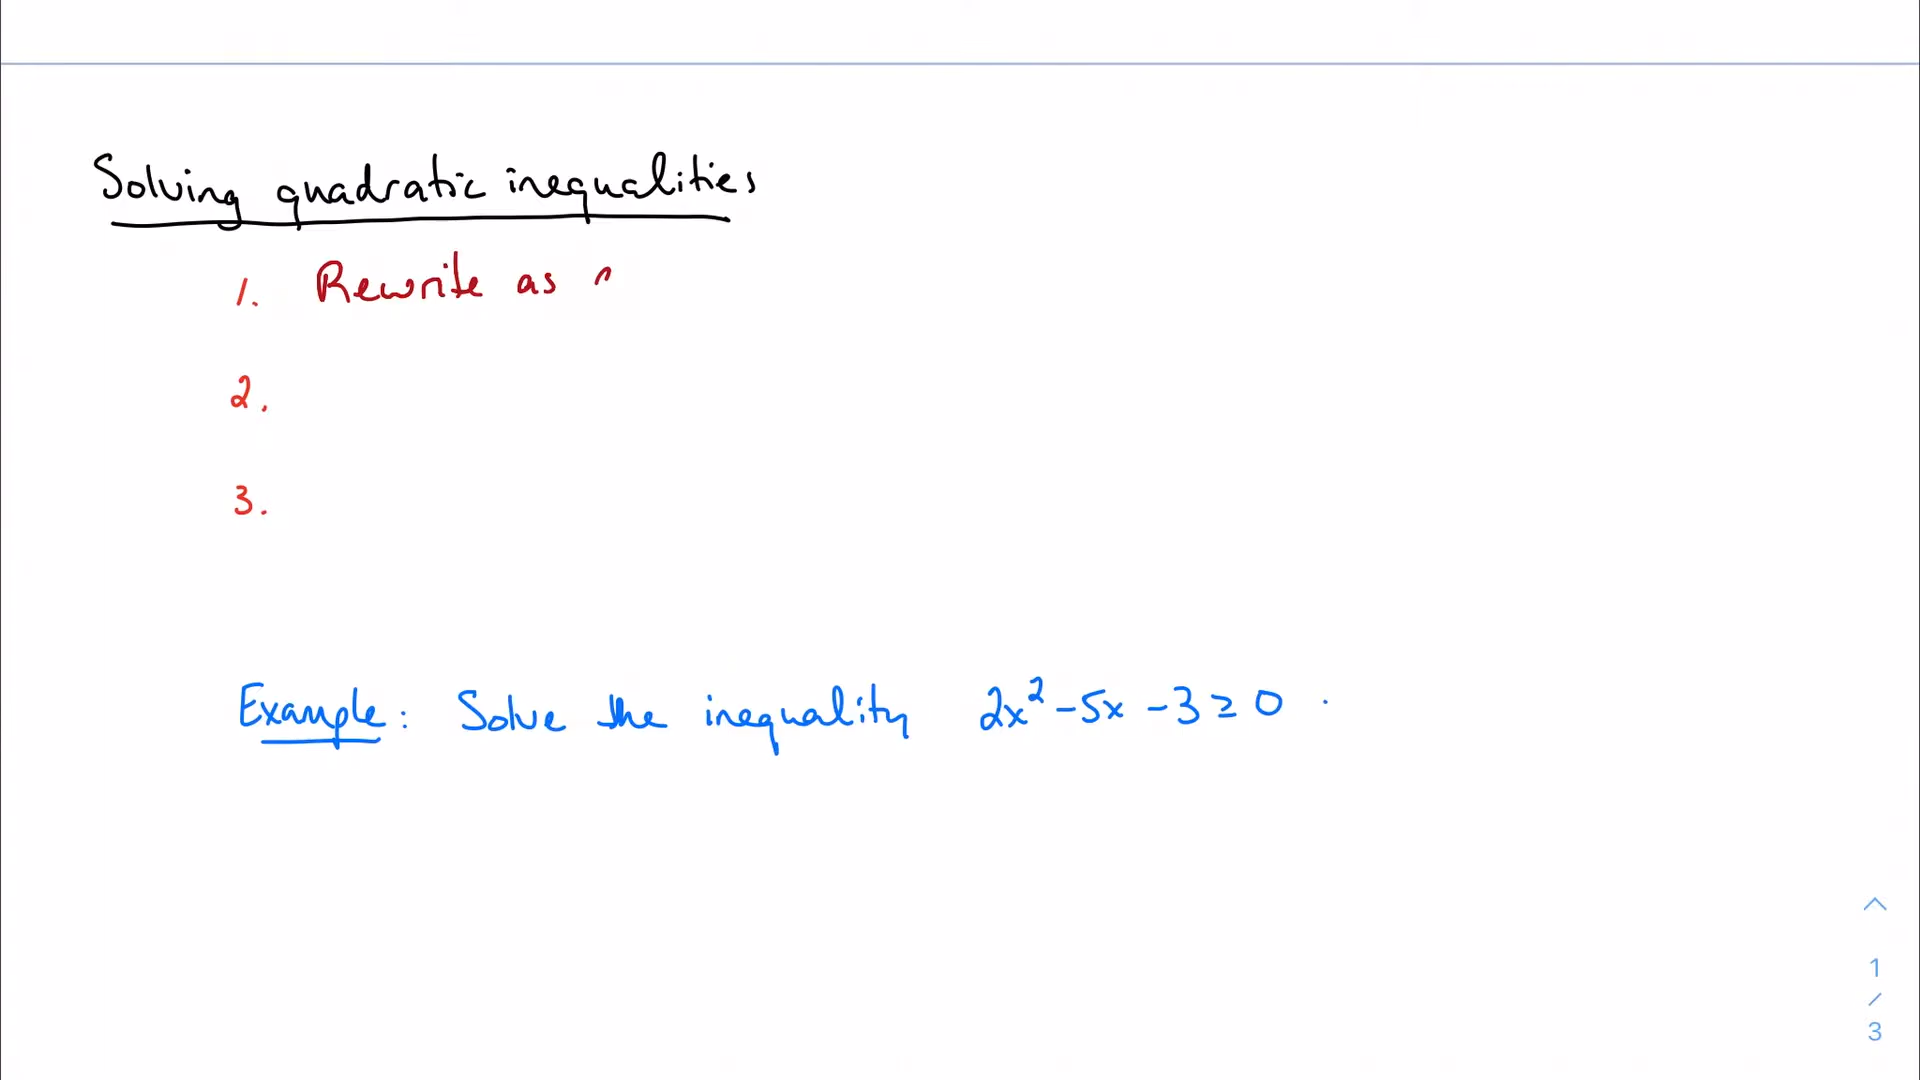 Solving quadratic inequalities
1. Rewrite as
2.
3.
Example: Solve the inequality 2x² -5x -3 ≥ 0 .
1
/
3